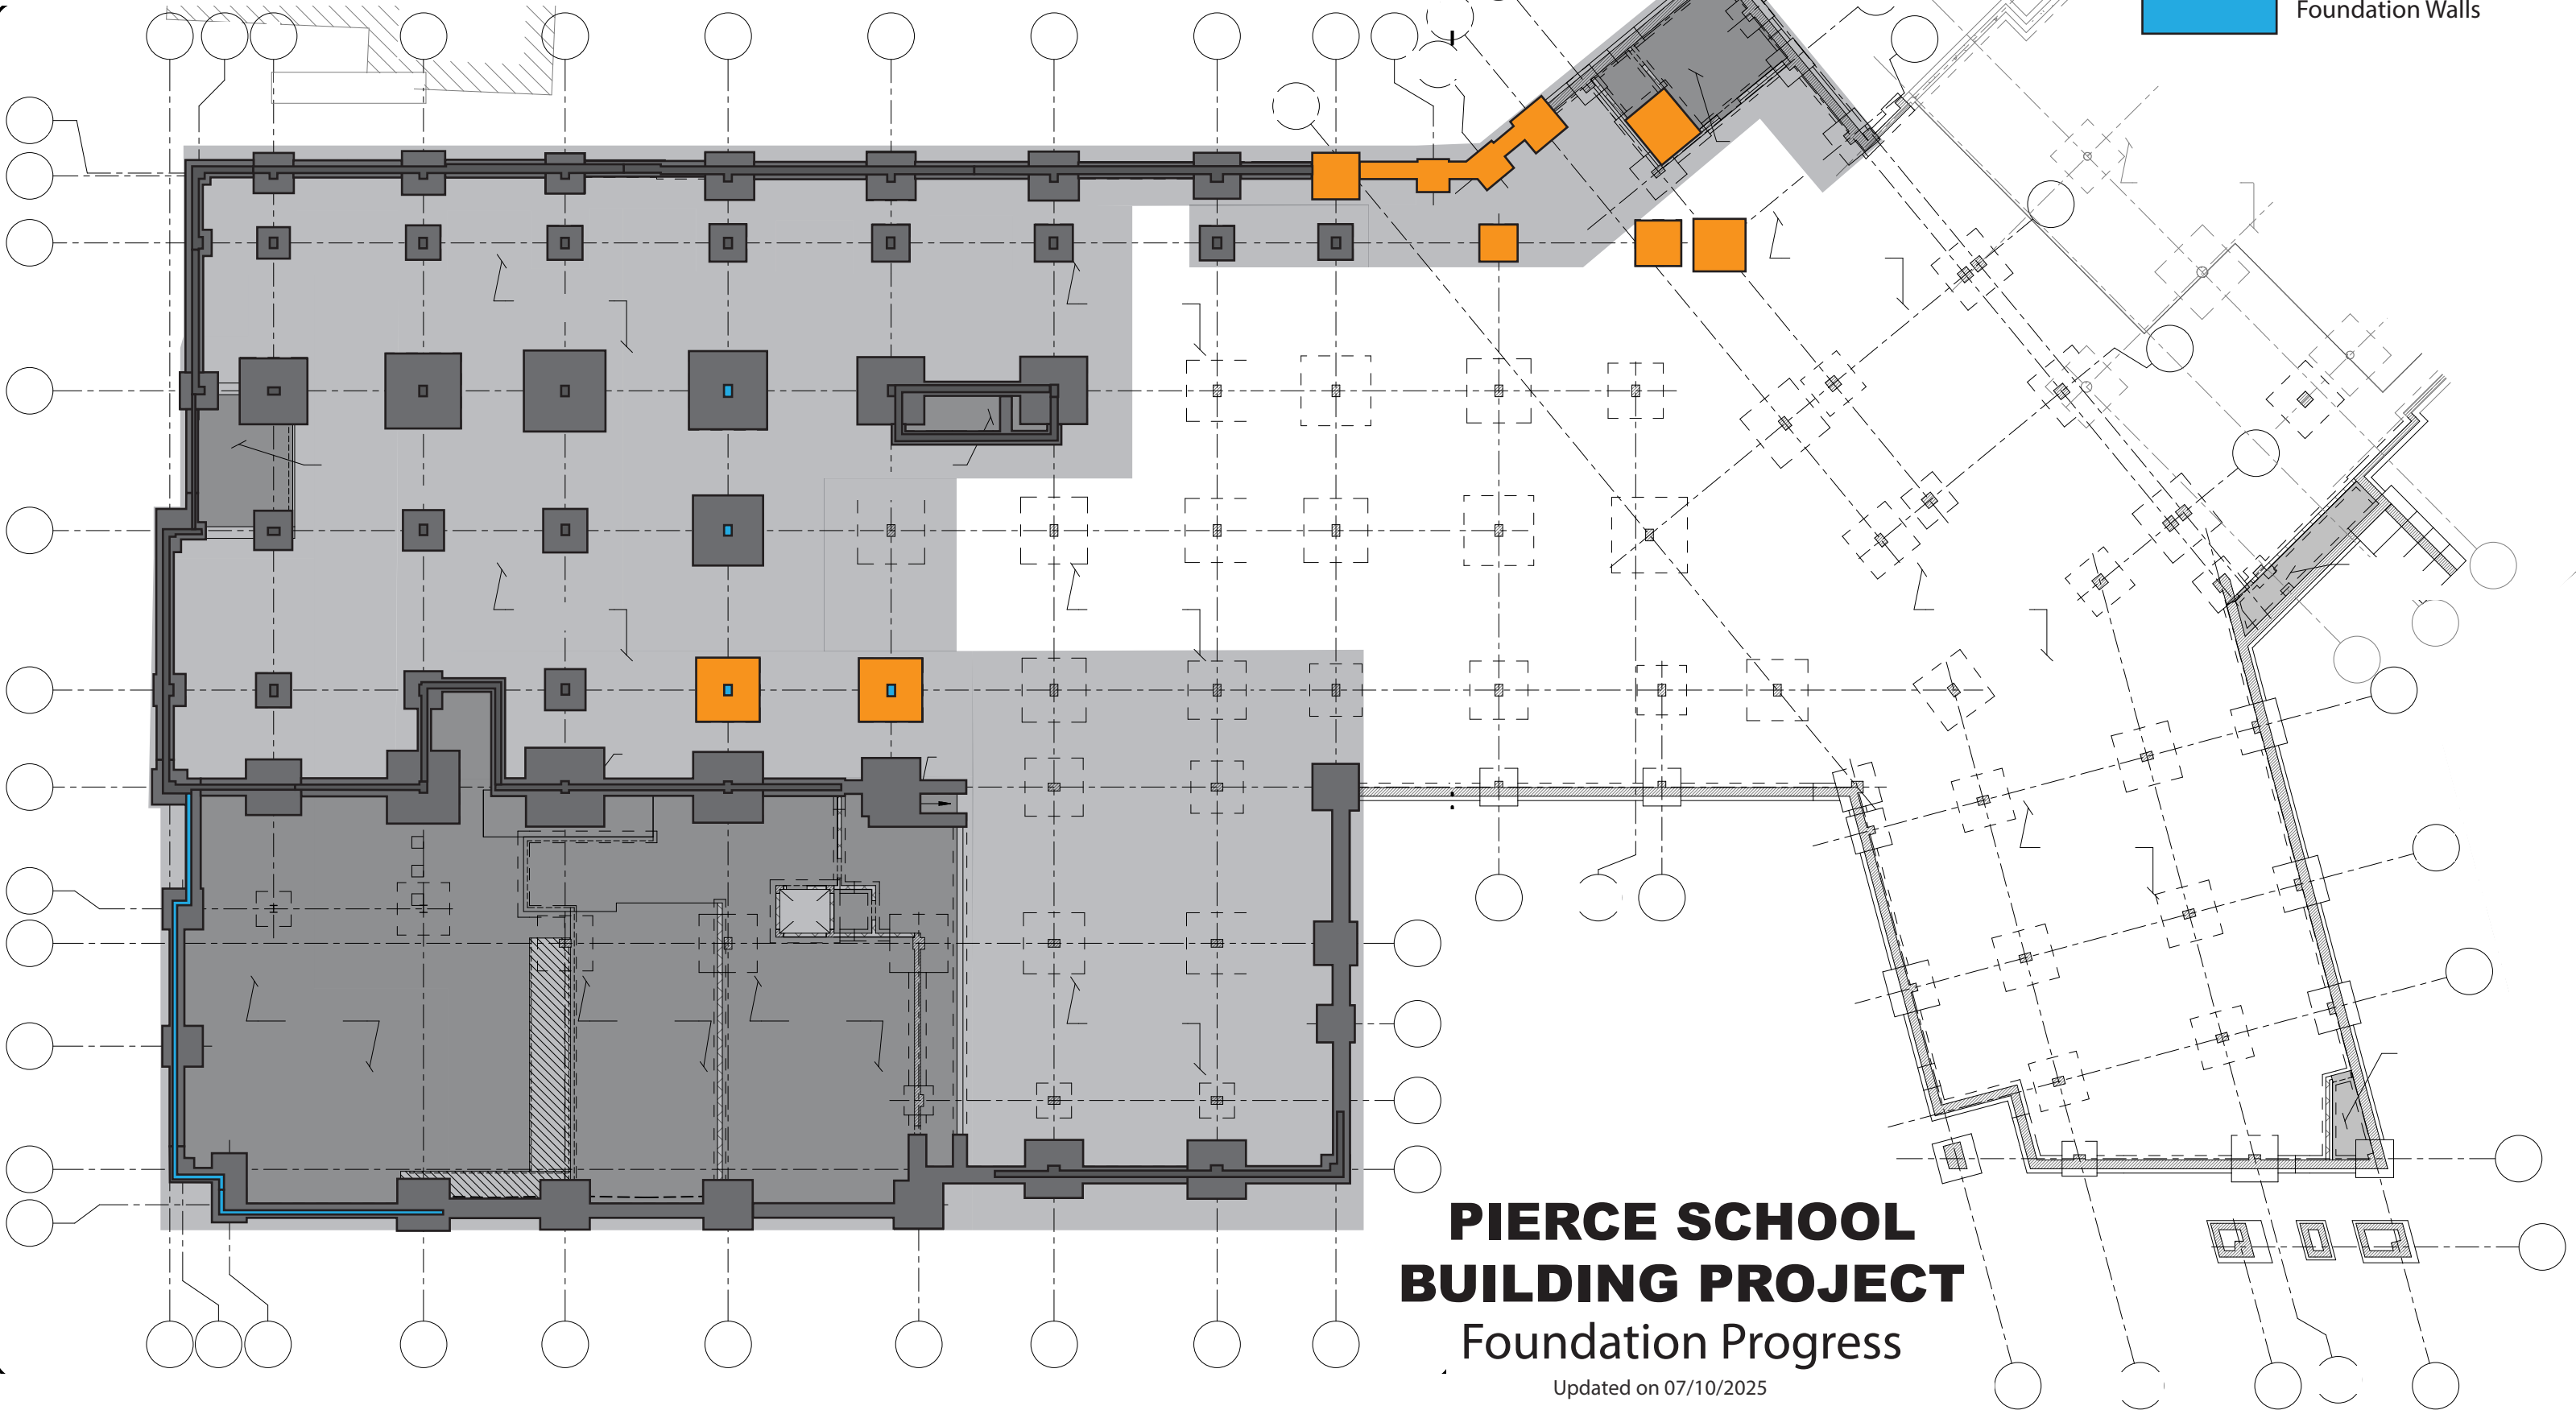 Foundation Walls
PIERCE SCHOOL
BUILDING PROJECT
Foundation Progress
Updated on 07/10/2025